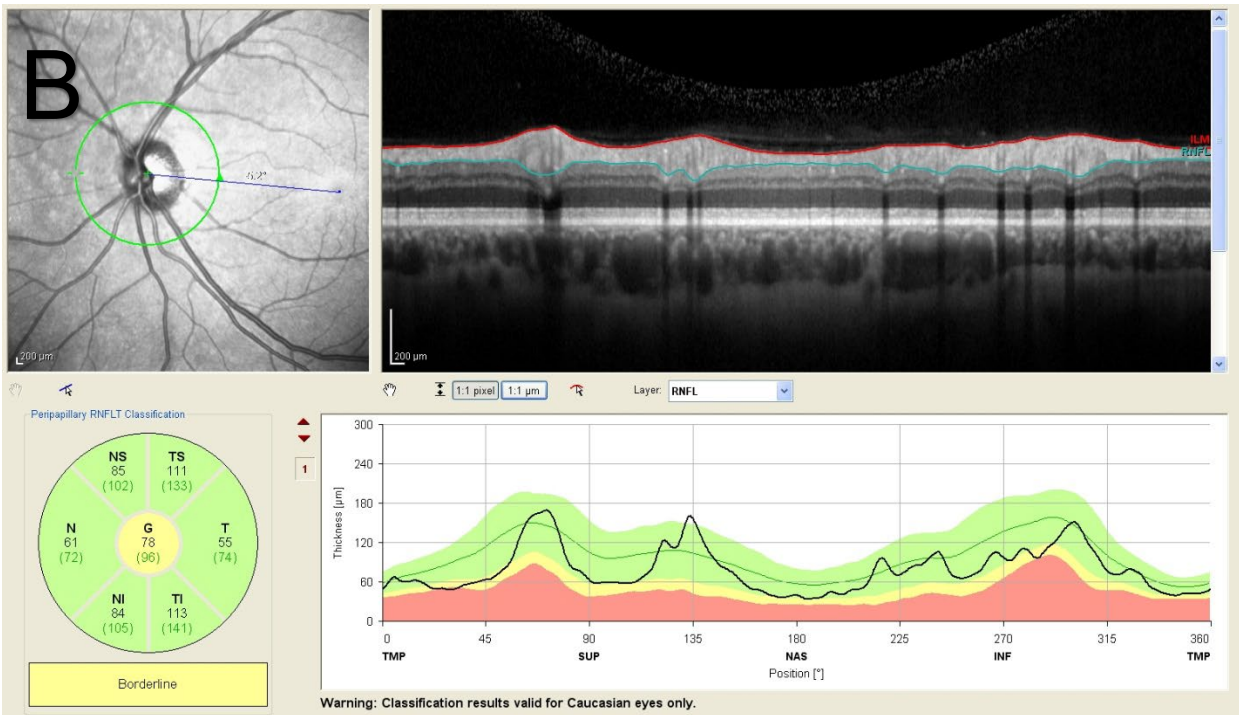 B
6.2°
200 µm
ILM
RNFL
200 µm
1:1 pixel
1:1 µm
Layer: RNFL
Peripapillary RNFLT Classification
NS
85
(102)
TS
111
(133)
N
61
(72)
G
78
(96)
T
55
(74)
NI
84
(105)
TI
113
(141)
Borderline
1
Thickness [µm]
300
240
180
120
60
0
0 45 90 135 180 225 270 315 360
TMP SUP NAS INF TMP
Position [°]
Warning: Classification results valid for Caucasian eyes only.